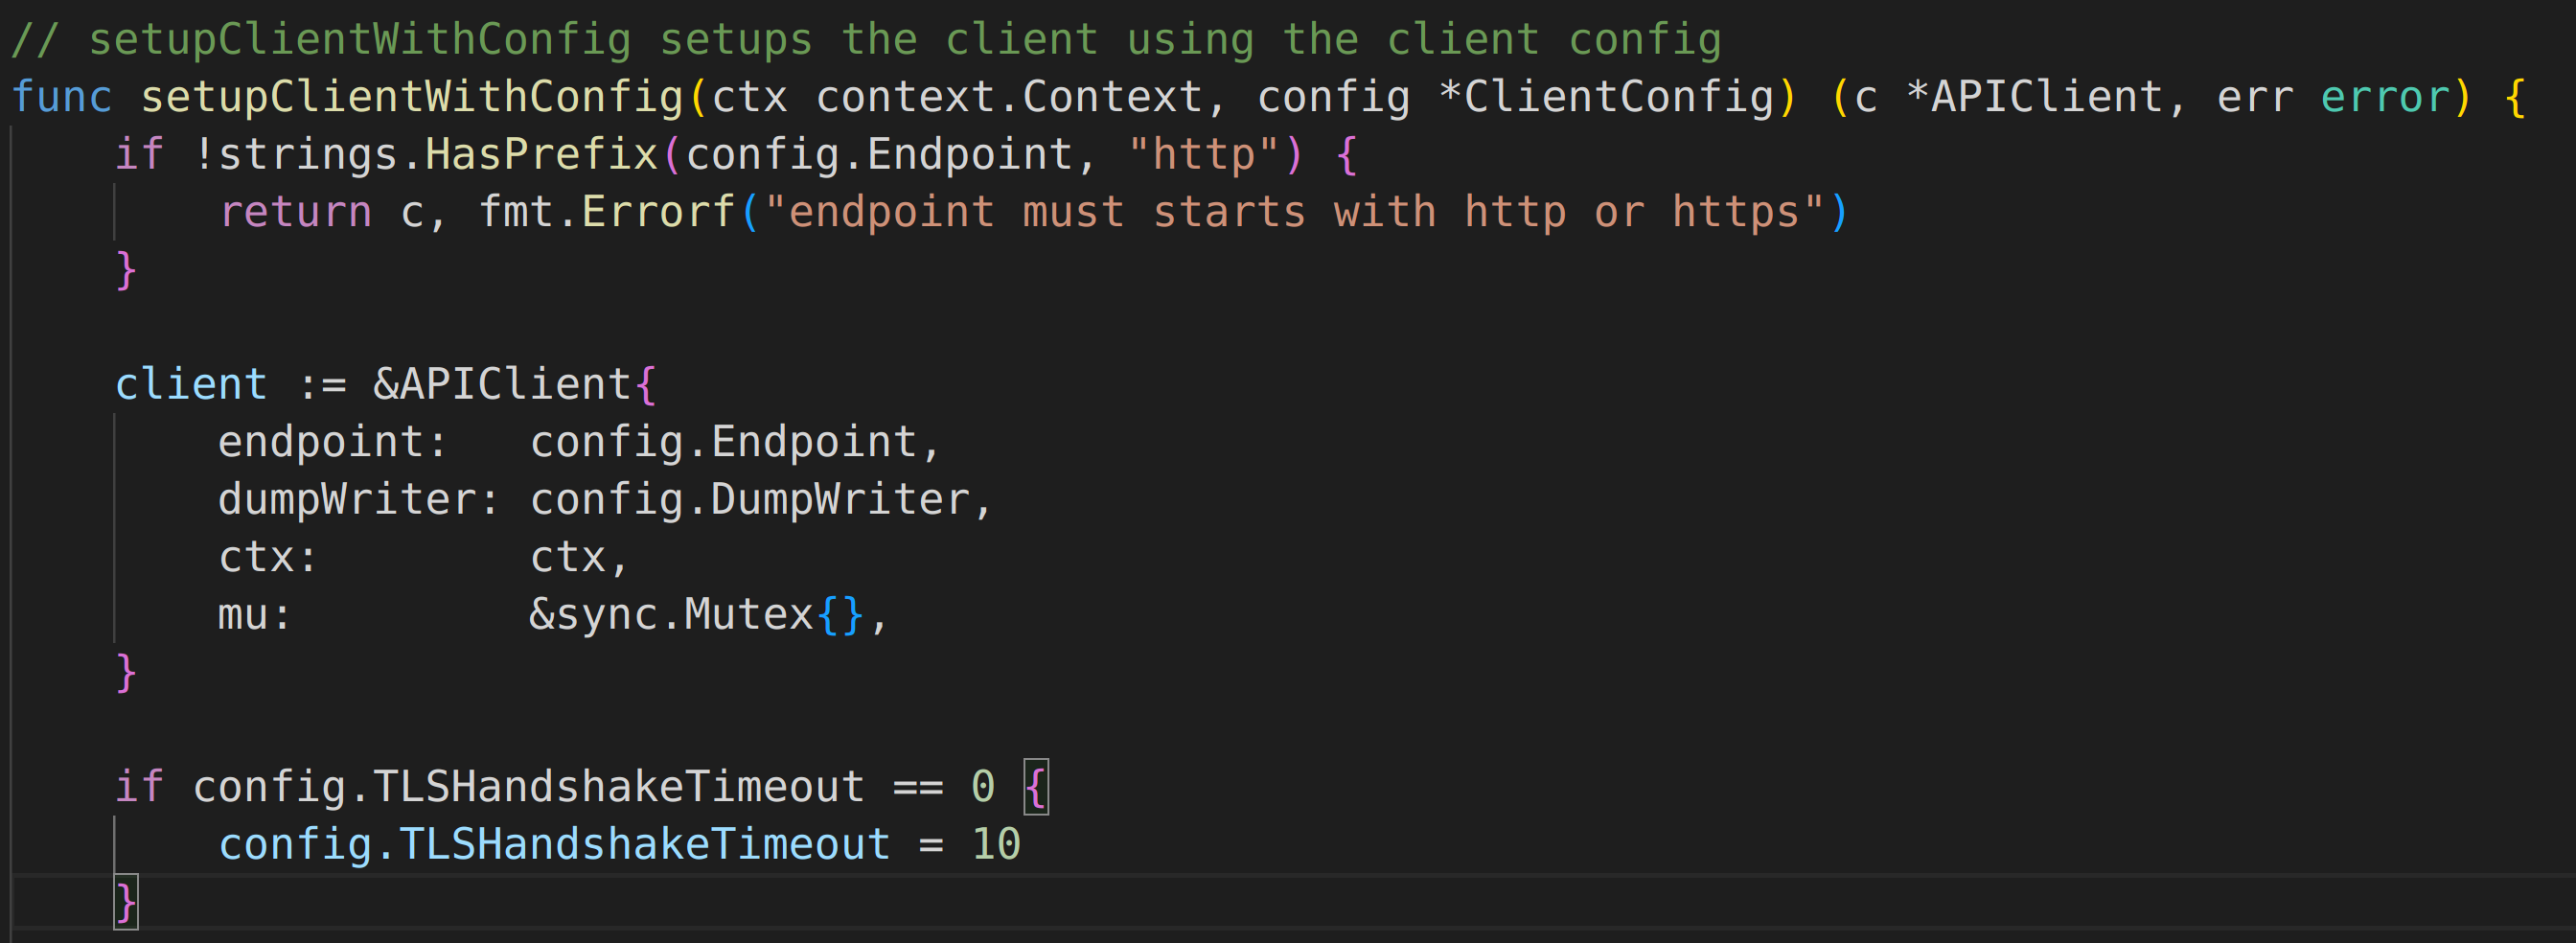 // setupClientWithConfig setups the client using the client config
func setupClientWithConfig(ctx context.Context, config *ClientConfig) (c *APIClient, err error) {
    if !strings.HasPrefix(config.Endpoint, "http") {
        return c, fmt.Errorf("endpoint must starts with http or https")
    }

    client := &APIClient{
        endpoint:   config.Endpoint,
        dumpWriter: config.DumpWriter,
        ctx:        ctx,
        mu:         &sync.Mutex{},
    }

    if config.TLSHandshakeTimeout == 0 {
        config.TLSHandshakeTimeout = 10
    }